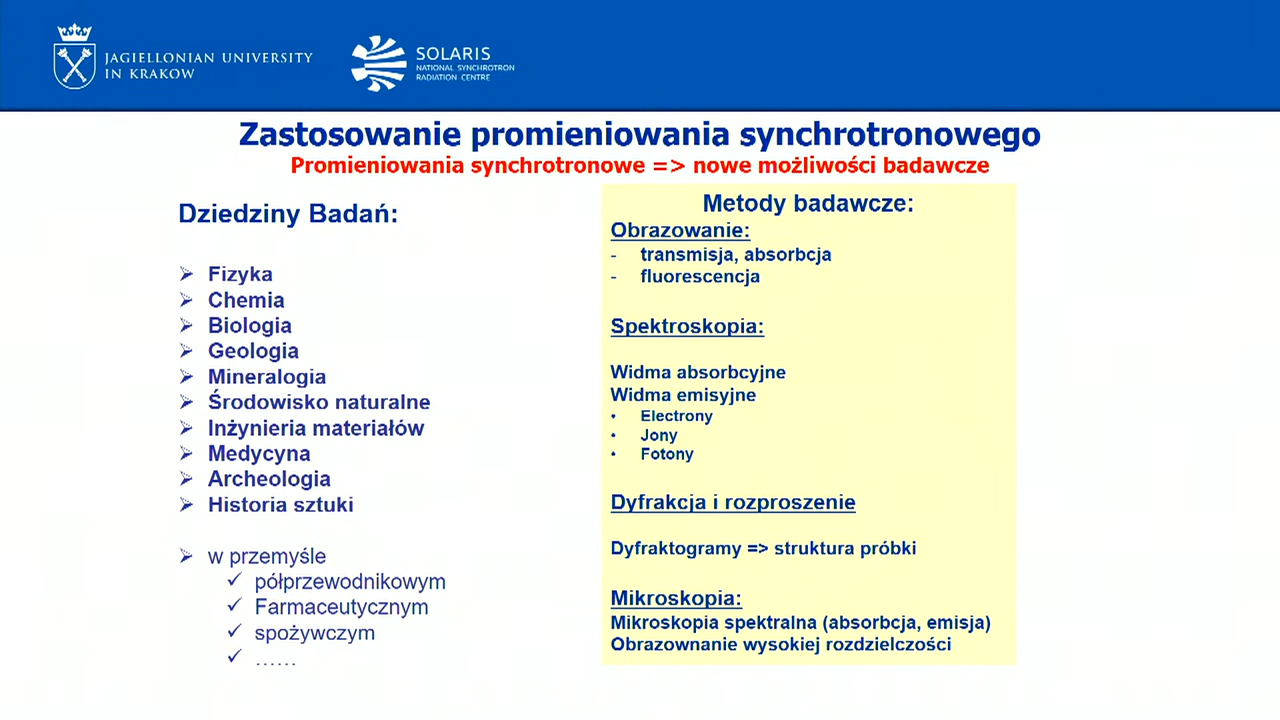 JAGIELLONIAN UNIVERSITY
IN KRAKOW
SOLARIS
NATIONAL SYNCHROTRON
RADIATION CENTRE
Zastosowanie promieniowania synchrotronowego
Promieniowania synchrotronowe => nowe możliwości badawcze
Dziedziny Badań:
➢ Fizyka
➢ Chemia
➢ Biologia
➢ Geologia
➢ Mineralogia
➢ Środowisko naturalne
➢ Inżynieria materiałów
➢ Medycyna
➢ Archeologia
➢ Historia sztuki
➢ w przemyśle
✓ półprzewodnikowym
✓ Farmaceutycznym
✓ spożywczym
✓ ......
Metody badawcze:
Obrazowanie:
- transmisja, absorbcja
- fluorescencja
Spektroskopia:
Widma absorbcyjne
Widma emisyjne
• Electrony
• Jony
• Fotony
Dyfrakcja i rozproszenie
Dyfraktogramy => struktura próbki
Mikroskopia:
Mikroskopia spektralna (absorbcja, emisja)
Obrazownanie wysokiej rozdzielczości